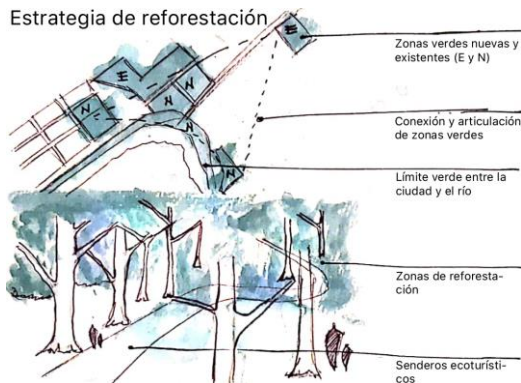 Estrategia de reforestación
E
E
N
N
N
N
N
Zonas verdes nuevas y
existentes (E y N)
Conexión y articulación
de zonas verdes
Límite verde entre la
ciudad y el río
Zonas de reforesta-
ción
Senderos ecoturísti-
cos